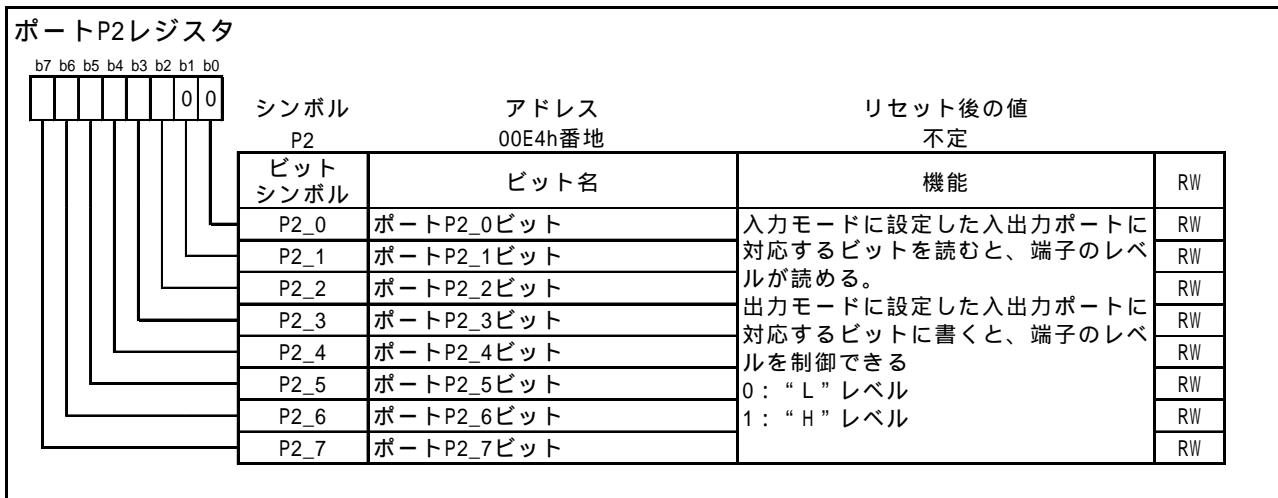 ポートP2レジスタ
b7 b6 b5 b4 b3 b2 b1 b0
0 0
シンボル アドレス リセット後の値
P2 00E4h番地 不定
ビット
シンボル ビット名 機能 RW
P2_0 ポートP2_0ビット 入力モードに設定した入出力ポートに RW
P2_1 ポートP2_1ビット 対応するビットを読むと、端子のレベ RW
P2_2 ポートP2_2ビット ルが読める。 RW
P2_3 ポートP2_3ビット 出力モードに設定した入出力ポートに RW
P2_4 ポートP2_4ビット 対応するビットに書くと、端子のレベ RW
ルを制御できる
P2_5 ポートP2_5ビット 0:“L”レベル RW
P2_6 ポートP2_6ビット 1:“H”レベル RW
P2_7 ポートP2_7ビット RW